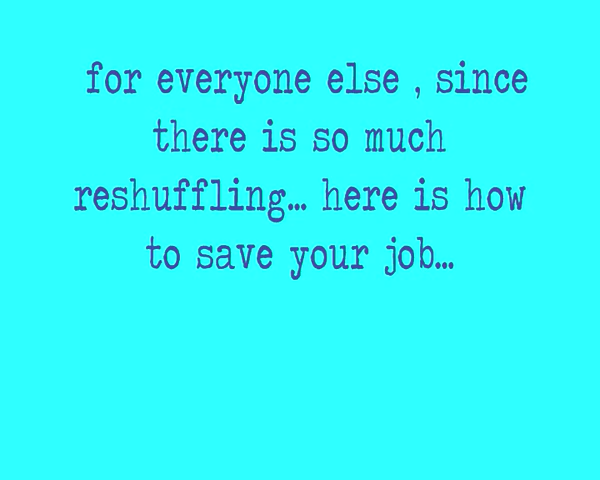 for everyone else , since
there is so much
reshuffling... here is how
to save your job...